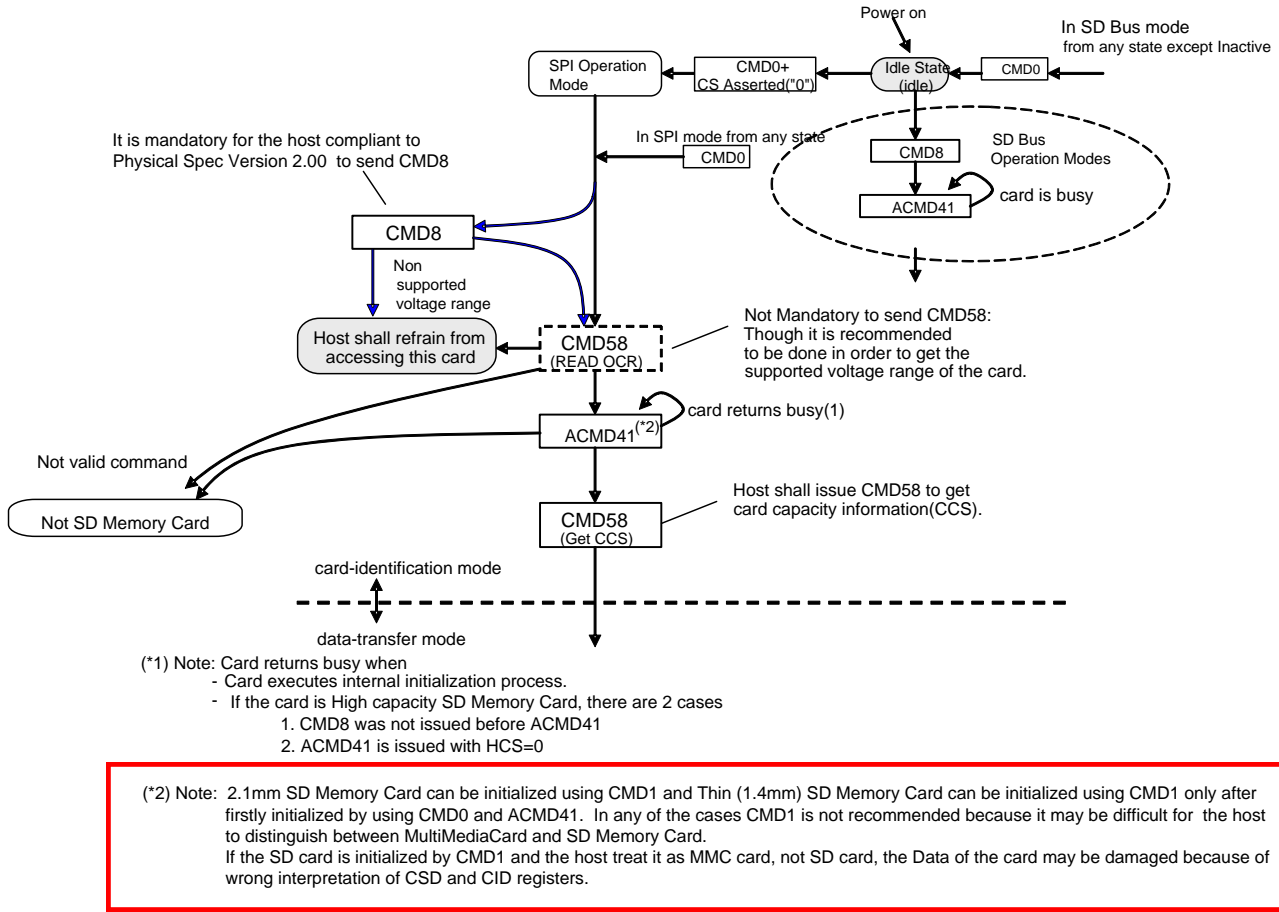 Power on
In SD Bus mode
from any state except Inactive
SPI Operation
Mode
CMD0+
CS Asserted("0")
Idle State
(idle)
CMD0
It is mandatory for the host compliant to
Physical Spec Version 2.00 to send CMD8
In SPI mode from any state
CMD0
CMD8
SD Bus
Operation Modes
ACMD41
card is busy
CMD8
Non
supported
voltage range
Host shall refrain from
accessing this card
CMD58
(READ OCR)
Not Mandatory to send CMD58:
Though it is recommended
to be done in order to get the
supported voltage range of the card.
card returns busy(1)
ACMD41(*2)
Not valid command
Not SD Memory Card
CMD58
(Get CCS)
Host shall issue CMD58 to get
card capacity information(CCS).
card-identification mode
data-transfer mode
(*1) Note: Card returns busy when
- Card executes internal initialization process.
- If the card is High capacity SD Memory Card, there are 2 cases
1. CMD8 was not issued before ACMD41
2. ACMD41 is issued with HCS=0
(*2) Note: 2.1mm SD Memory Card can be initialized using CMD1 and Thin (1.4mm) SD Memory Card can be initialized using CMD1 only after
firstly initialized by using CMD0 and ACMD41. In any of the cases CMD1 is not recommended because it may be difficult for the host
to distinguish between MultiMediaCard and SD Memory Card.
If the SD card is initialized by CMD1 and the host treat it as MMC card, not SD card, the Data of the card may be damaged because of
wrong interpretation of CSD and CID registers.